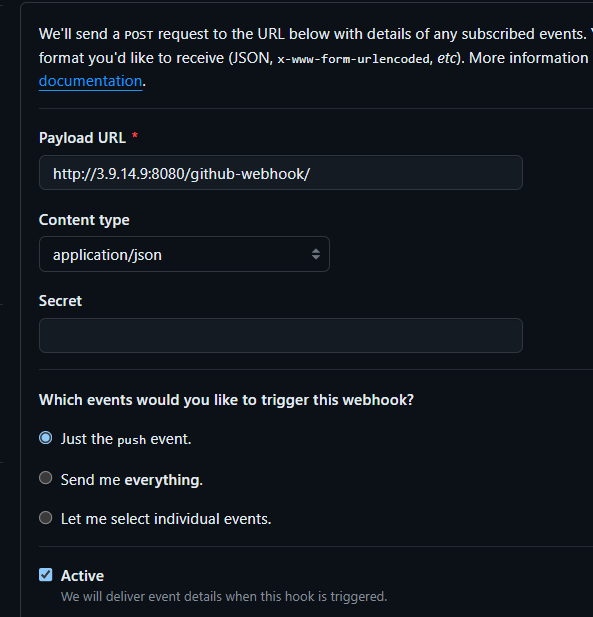 We'll send a POST request to the URL below with details of any subscribed events.
format you'd like to receive (JSON, x-www-form-urlencoded, etc). More information
documentation.
Payload URL *
http://3.9.14.9:8080/github-webhook/
Content type
application/json
Secret
Which events would you like to trigger this webhook?
Just the push event.
Send me everything.
Let me select individual events.
Active
We will deliver event details when this hook is triggered.